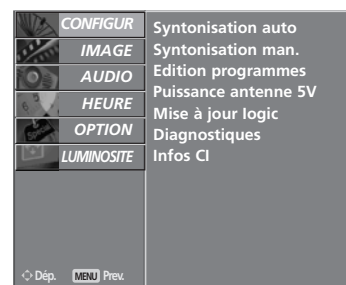 CONFIGUR
IMAGE
AUDIO
HEURE
OPTION
LUMINOSITE
Syntonisation auto
Syntonisation man.
Edition programmes
Puissance antenne 5V
Mise à jour logic
Diagnostiques
Infos CI
Dép. MENU Prev.